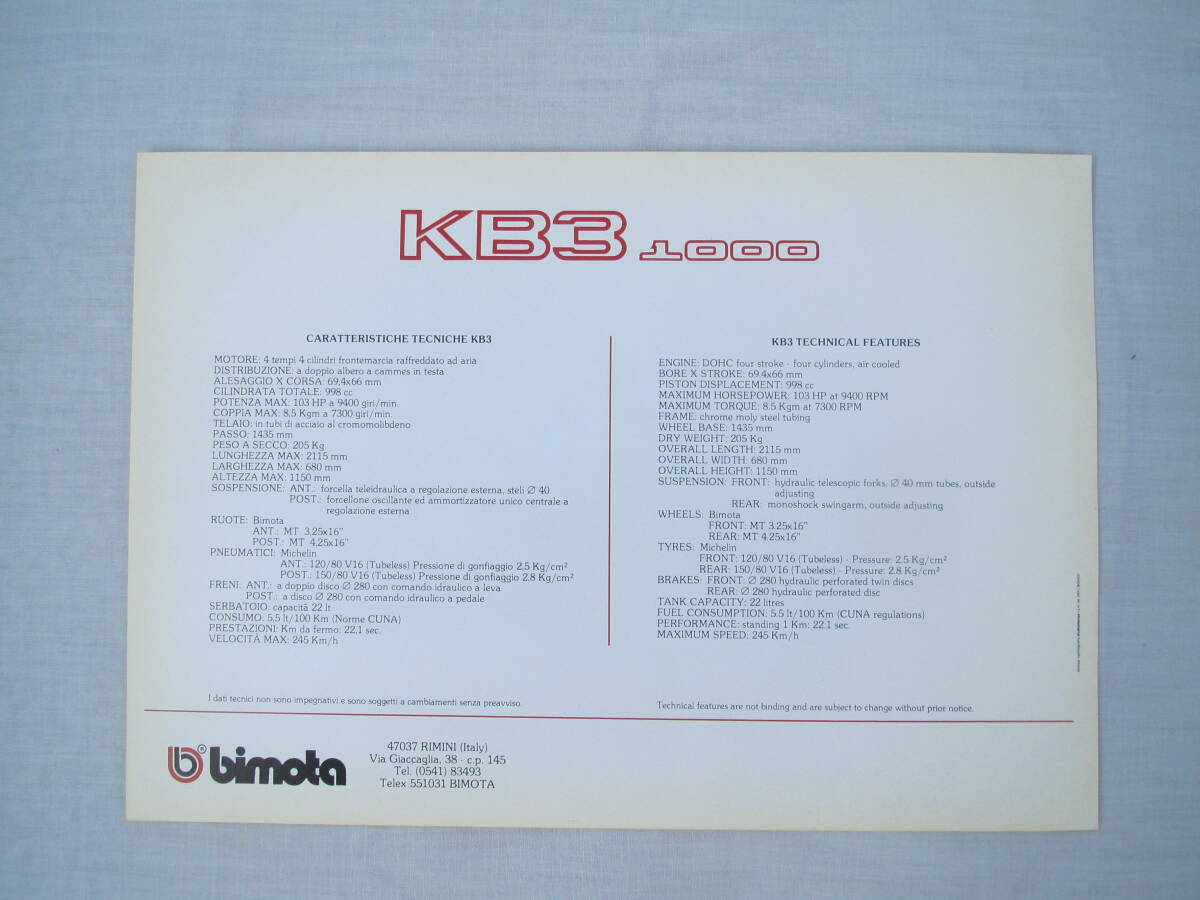 KB3 1000
CARATTERISTICHE TECNICHE KB3
MOTORE: 4 tempi 4 cilindri frontemarcia raffreddato ad aria
DISTRIBUZIONE: a doppio albero a cammes in testa
ALESAGGIO X CORSA: 69,4x66 mm
CILINDRATA TOTALE: 998 cc
POTENZA MAX: 103 HP a 9400 giri/min.
COPPIA MAX: 8,5 Kgm a 7300 giri/min.
TELAIO: in tubi di acciaio al cromomolibdeno
PASSO: 1435 mm
PESO A SECCO: 205 Kg
LUNGHEZZA MAX: 2115 mm
LARGHEZZA MAX: 680 mm
ALTEZZA MAX: 1150 mm
SOSPENSIONE: ANT.: forcella teleidraulica a regolazione esterna, steli Ø 40
POST.: forcellone oscillante ed ammortizzatore unico centrale a
regolazione esterna
RUOTE: Bimota
ANT.: MT 3.25x16"
POST.: MT 4.25x16"
PNEUMATICI: Michelin
ANT.: 120/80 V16 (Tubeless) Pressione di gonfiaggio 2,5 Kg/cm²
POST.: 150/80 V16 (Tubeless) Pressione di gonfiaggio 2.8 Kg/cm²
FRENI: ANT.: a doppio disco Ø 280 con comando idraulico a leva
POST.: a disco Ø 280 con comando idraulico a pedale
SERBATOIO: capacità 22 lt
CONSUMO: 5.5 lt/100 Km (Norme CUNA)
PRESTAZIONI: Km da fermo: 22,1 sec.
VELOCITÀ MAX: 245 Km/h
I dati tecnici non sono impegnativi e sono soggetti a cambiamenti senza preavviso.
KB3 TECHNICAL FEATURES
ENGINE: DOHC four stroke - four cylinders, air cooled
BORE X STROKE: 69.4x66 mm
PISTON DISPLACEMENT: 998 cc
MAXIMUM HORSEPOWER: 103 HP at 9400 RPM
MAXIMUM TORQUE: 8.5 Kgm at 7300 RPM
FRAME: chrome moly steel tubing
WHEEL BASE: 1435 mm
DRY WEIGHT: 205 Kg
OVERALL LENGTH: 2115 mm
OVERALL WIDTH: 680 mm
OVERALL HEIGHT: 1150 mm
SUSPENSION: FRONT: hydraulic telescopic forks, Ø 40 mm tubes, outside
adjusting
REAR: monoshock swingarm, outside adjusting
WHEELS: Bimota
FRONT: MT 3.25x16"
REAR: MT 4.25x16"
TYRES: Michelin
FRONT: 120/80 V16 (Tubeless) - Pressure: 2.5 Kg/cm²
REAR: 150/80 V16 (Tubeless) - Pressure: 2.8 Kg/cm²
BRAKES: FRONT: Ø 280 hydraulic perforated twin discs
REAR: Ø 280 hydraulic perforated disc
TANK CAPACITY: 22 litres
FUEL CONSUMPTION: 5.5 lt/100 Km (CUNA regulations)
PERFORMANCE: standing 1 Km: 22.1 sec.
MAXIMUM SPEED: 245 Km/h
Technical features are not binding and are subject to change without prior notice.
b® bimota
47037 RIMINI (Italy)
Via Giaccaglia, 38 - c.p. 145
Tel. (0541) 83493
Telex 551031 BIMOTA